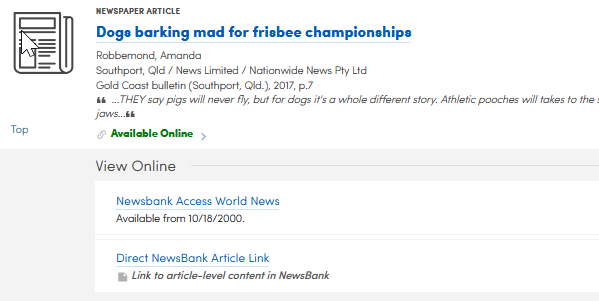 NEWSPAPER ARTICLE
Dogs barking mad for frisbee championships
Robbemond, Amanda
Southport, Qld / News Limited / Nationwide News Pty Ltd
Gold Coast bulletin (Southport, Qld.), 2017, p.7
❝ ...THEY say pigs will never fly, but for dogs it's a whole different story. Athletic pooches will takes to the s
jaws...❝
Top
Available Online
View Online
Newsbank Access World News
Available from 10/18/2000.
Direct NewsBank Article Link
Link to article-level content in NewsBank